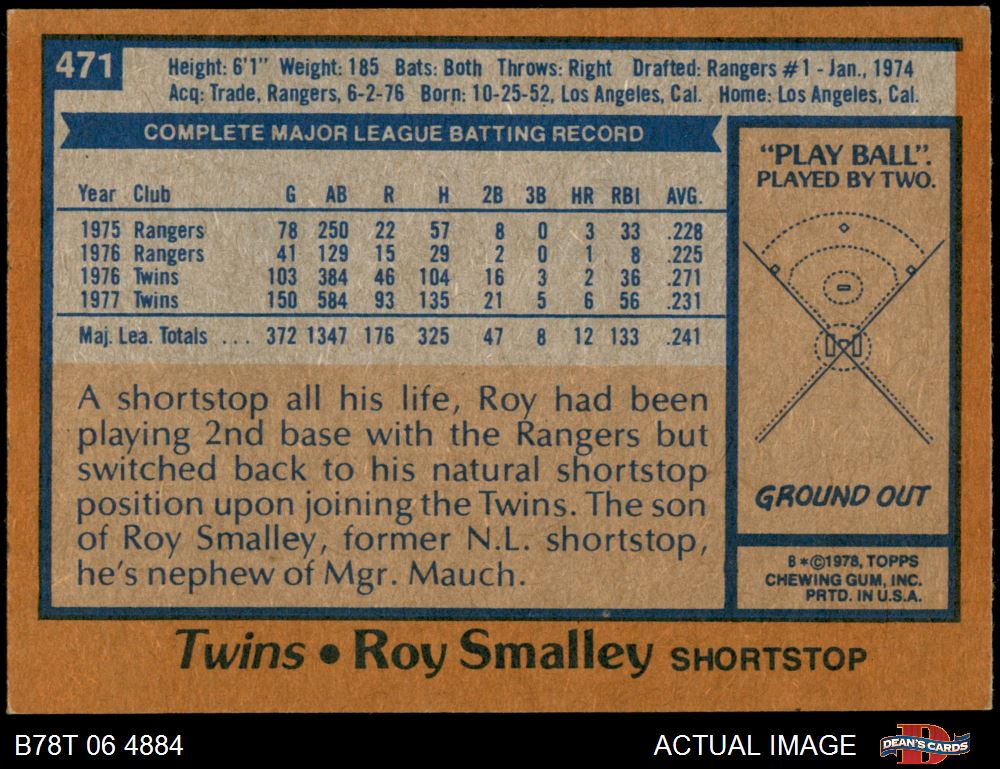 471
Height: 6'1" Weight: 185 Bats: Both Throws: Right Drafted: Rangers #1 - Jan., 1974
Acq: Trade, Rangers, 6-2-76 Born: 10-25-52, Los Angeles, Cal. Home: Los Angeles, Cal.
COMPLETE MAJOR LEAGUE BATTING RECORD
Year Club G AB R H 2B 3B HR RBI AVG.
1975 Rangers 78 250 22 57 8 0 3 33 .228
1976 Rangers 41 129 15 29 2 0 1 8 .225
1976 Twins 103 384 46 104 16 3 2 36 .271
1977 Twins 150 584 93 135 21 5 6 56 .231
Maj. Lea. Totals ... 372 1347 176 325 47 8 12 133 .241
A shortstop all his life, Roy had been
playing 2nd base with the Rangers but
switched back to his natural shortstop
position upon joining the Twins. The son
of Roy Smalley, former N.L. shortstop,
he's nephew of Mgr. Mauch.
"PLAY BALL".
PLAYED BY TWO.
GROUND OUT
B*©1978, TOPPS
CHEWING GUM, INC.
PRTD. IN U.S.A.
Twins • Roy Smalley SHORTSTOP
B78T 06 4884
ACTUAL IMAGE
D
DEAN'S CARDS